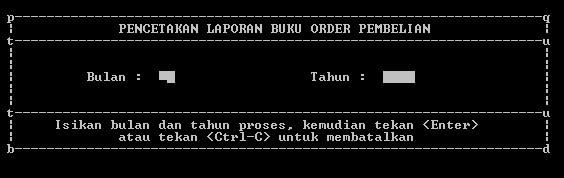 PENCETAKAN LAPORAN BUKU ORDER PEMBELIAN
Bulan : Tahun :
Isikan bulan dan tahun proses, kemudian tekan <Enter>
atau tekan <Ctrl-C> untuk membatalkan